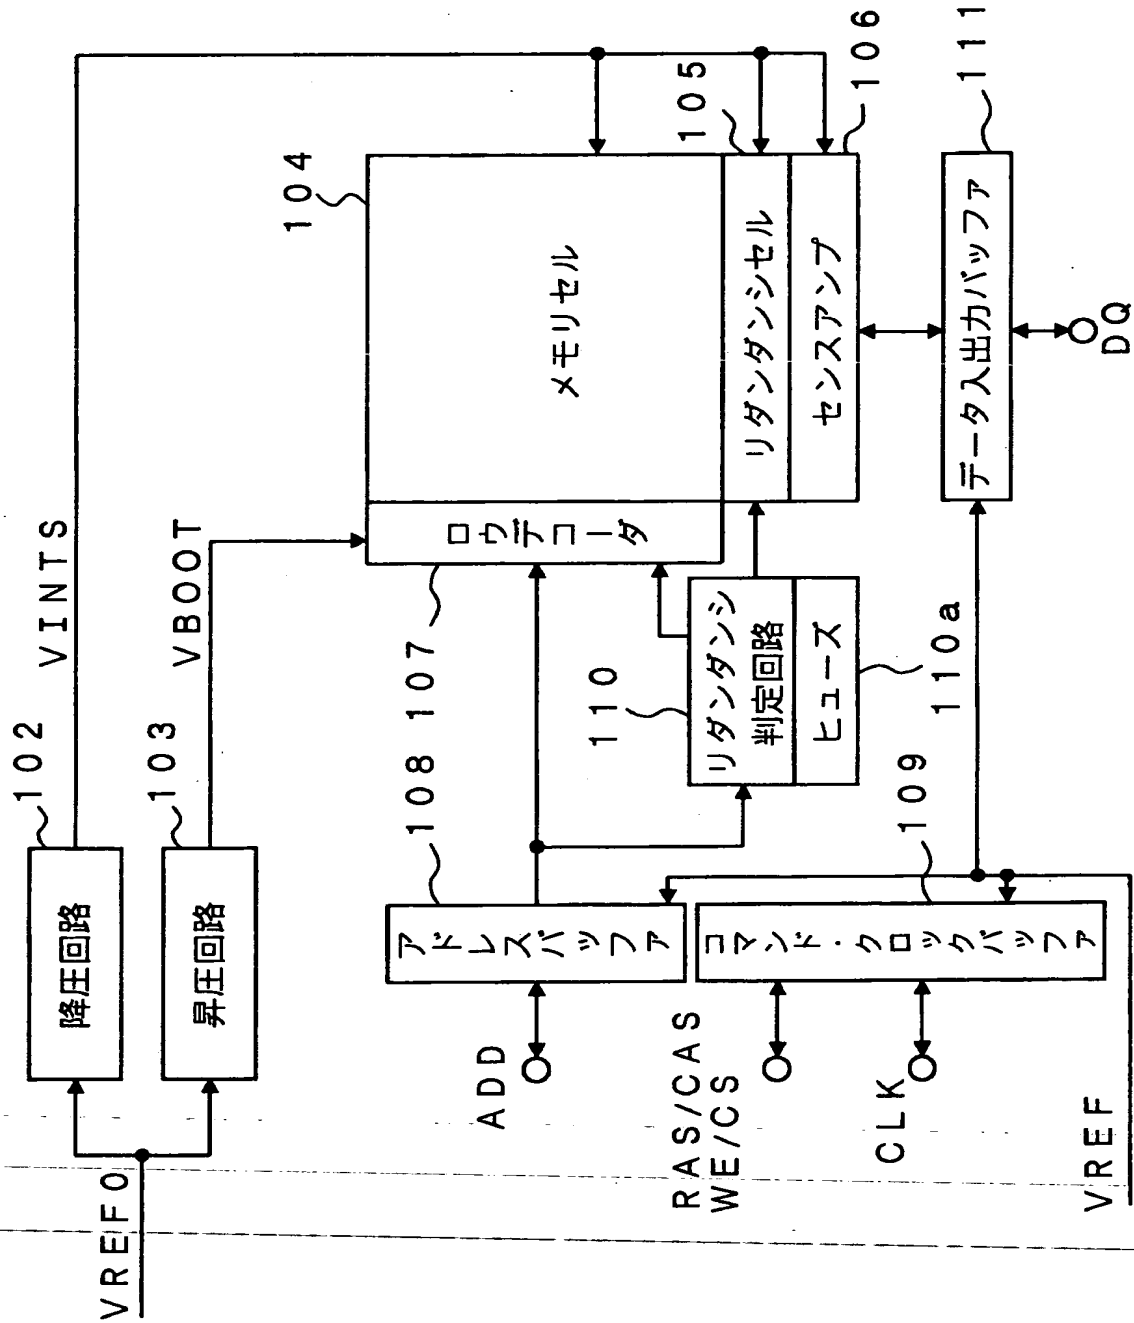 VREF0
102
降圧回路
VINTS
103
昇圧回路
VBOOT
104
メモリセル
107
ロウデコーダ
105
リダンダンシセル
106
センスアンプ
108
アドレスバッファ
ADD
110
リダンダンシ
判定回路
ヒューズ
110a
109
コマンド・クロックバッファ
RAS/CAS
WE/CS
CLK
VREF
111
データ入出力バッファ
DQ